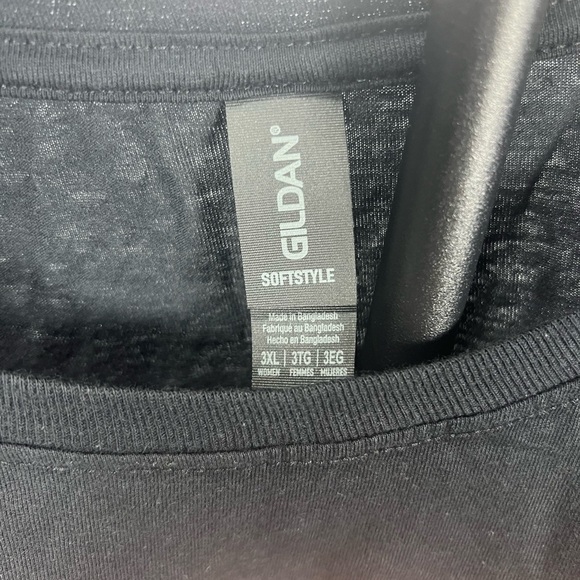 GILDAN®
SOFTSTYLE
Made in Bangladesh
Fabriqué au Bangladesh
Hecho en Bangladesh
3XL | 3TG | 3EG
WOMEN FEMMES MUJERES